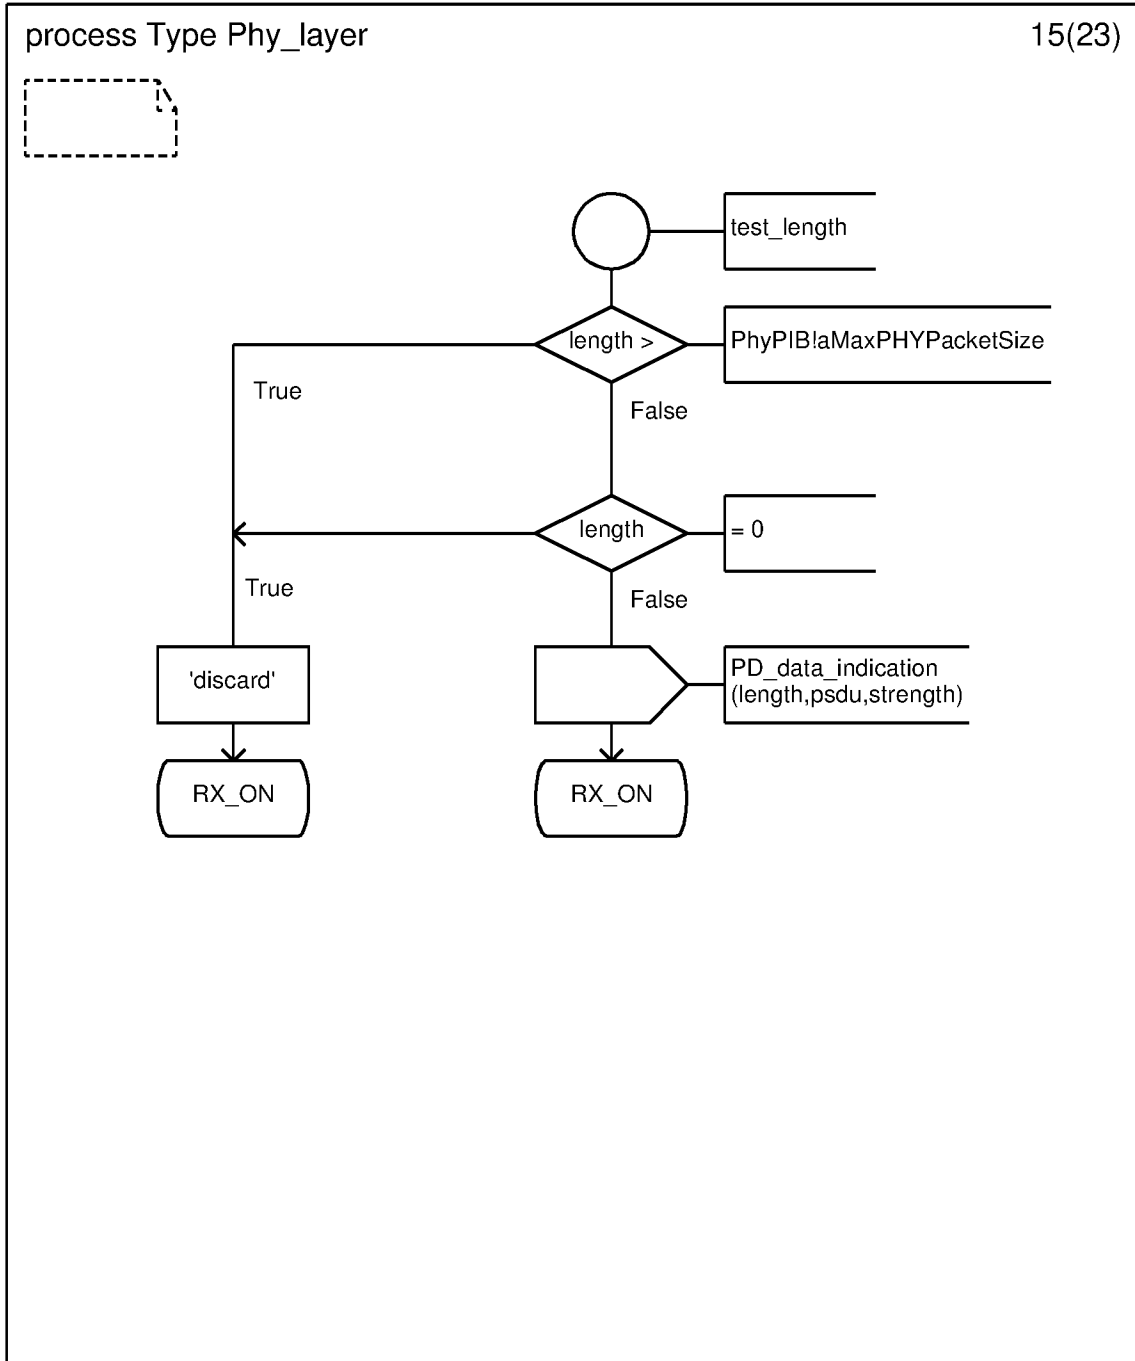 process Type Phy_layer
15(23)
test_length
length >
PhyPIB!aMaxPHYPacketSize
True
False
length
= 0
True
False
'discard'
PD_data_indication
(length,psdu,strength)
RX_ON
RX_ON